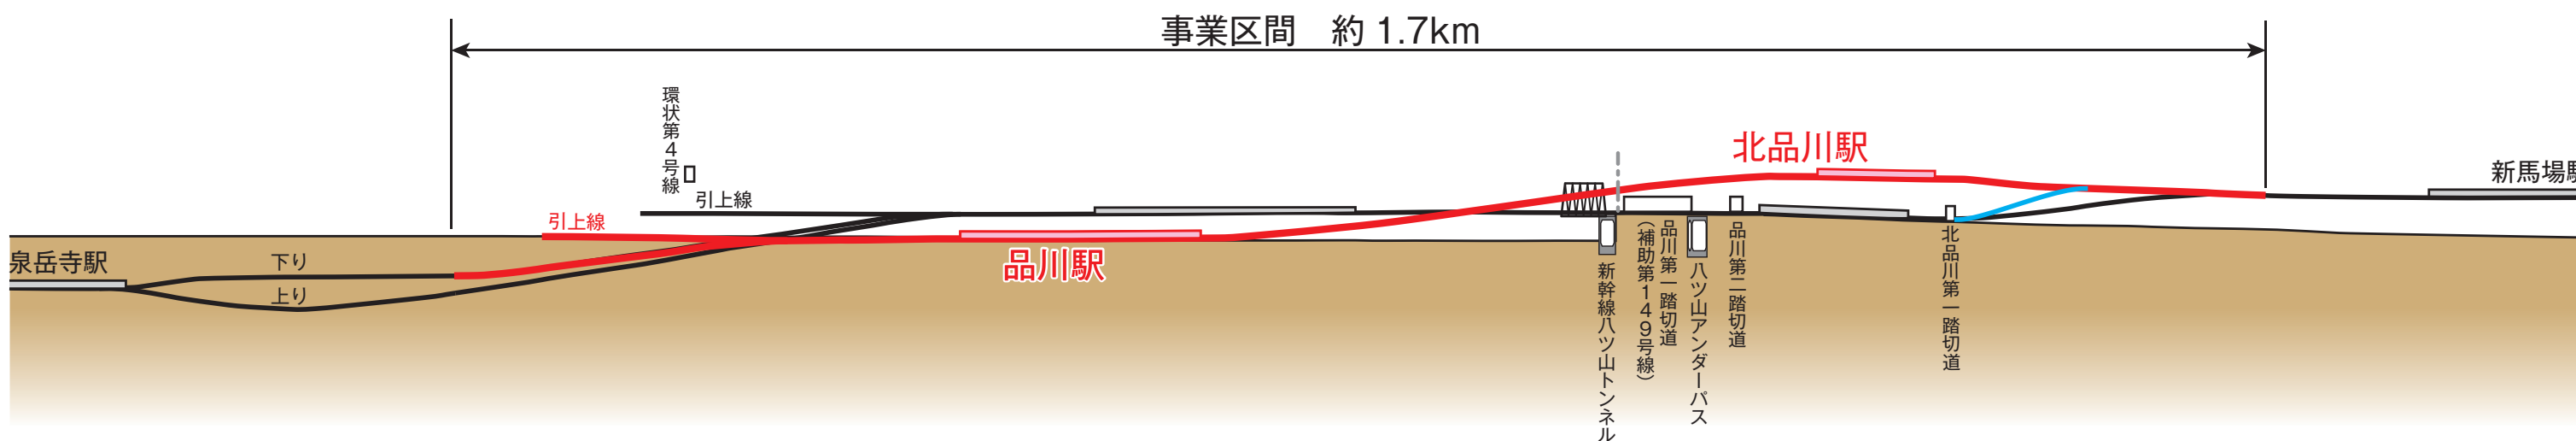 事業区間　約 1.7km
環状第4号線
引上線
引上線
泉岳寺駅
下り
上り
品川駅
北品川駅
新馬場駅
新幹線八ツ山トンネル
品川第一踏切道
（補助第149号線）
八ツ山アンダーパス
品川第二踏切道
北品川第一踏切道